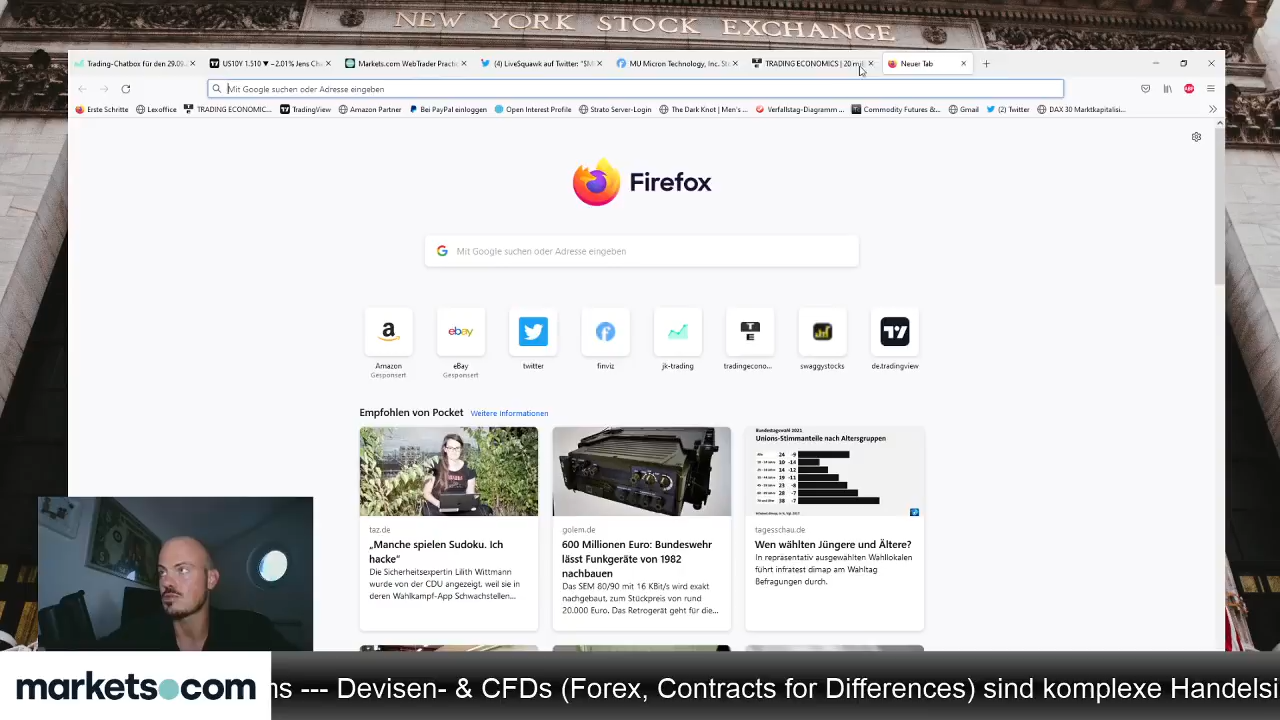 NEW YORK STOCK EXCHANGE
Trading-Chatbox für den 29.09.
US10Y 1.510 ▼ −2.01% Jens Ch
Markets.com WebTrader Practic
(2) LiveSquawk auf Twitter: "$M
MU Micron Technology, Inc. St
TRADING ECONOMICS | 20 mil
Neuer Tab
Mit Google suchen oder Adresse eingeben
Erste Schritte
Lexoffice
TRADING ECONOMIC...
TradingView
Amazon Partner
Bei PayPal einloggen
Open Interest Profile
Strato Server-Login
The Dark Knot | Men's ...
Verfallstag-Diagramm ...
Commodity Futures &...
Gmail
(2) Twitter
DAX 30 Marktkapitalisi...
Firefox
Mit Google suchen oder Adresse eingeben
Amazon
Gesponsert
eBay
Gesponsert
twitter
finviz
jk-trading
tradingecono...
swaggystocks
de.tradingview
Empfohlen von Pocket Weitere Informationen
taz.de
„Manche spielen Sudoku. Ich
hacke“
Die Sicherheitsexpertin Lilith Wittmann
wurde von der CDU angezeigt, weil sie in
deren Wahlkampf-App Schwachstellen...
golem.de
600 Millionen Euro: Bundeswehr
lässt Funkgeräte von 1982
nachbauen
Das SEM 80/90 mit 16 KBit/s wird exakt
nachgebaut, zum Stückpreis von rund
20.000 Euro. Das Retrogerät geht für die...
Bundestagswahl 2021
Unions-Stimmanteile nach Altersgruppen
tagesschau.de
Wen wählten Jüngere und Ältere?
In repräsentativ ausgewählten Wahllokalen
führt infratest dimap am Wahltag
Befragungen durch.
markets.com
ns --- Devisen- & CFDs (Forex, Contracts for Differences) sind komplexe Handelsi